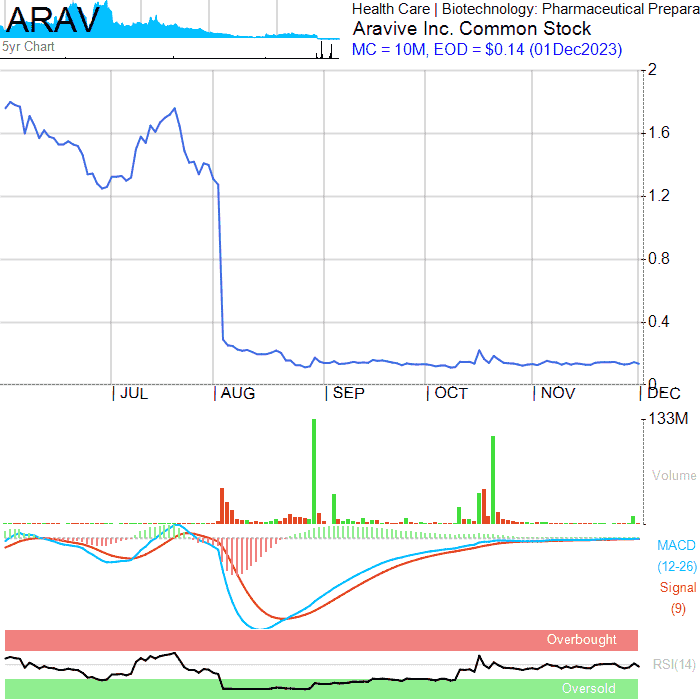 ARAV
5yr Chart
Health Care | Biotechnology: Pharmaceutical Prepara
Aravive Inc. Common Stock
MC = 10M, EOD = $0.14 (01Dec2023)
2
1.6
1.2
0.8
0.4
0
JUL AUG SEP OCT NOV DEC
133M
Volume
MACD
(12-26)
Signal
(9)
Overbought
RSI(14)
Oversold